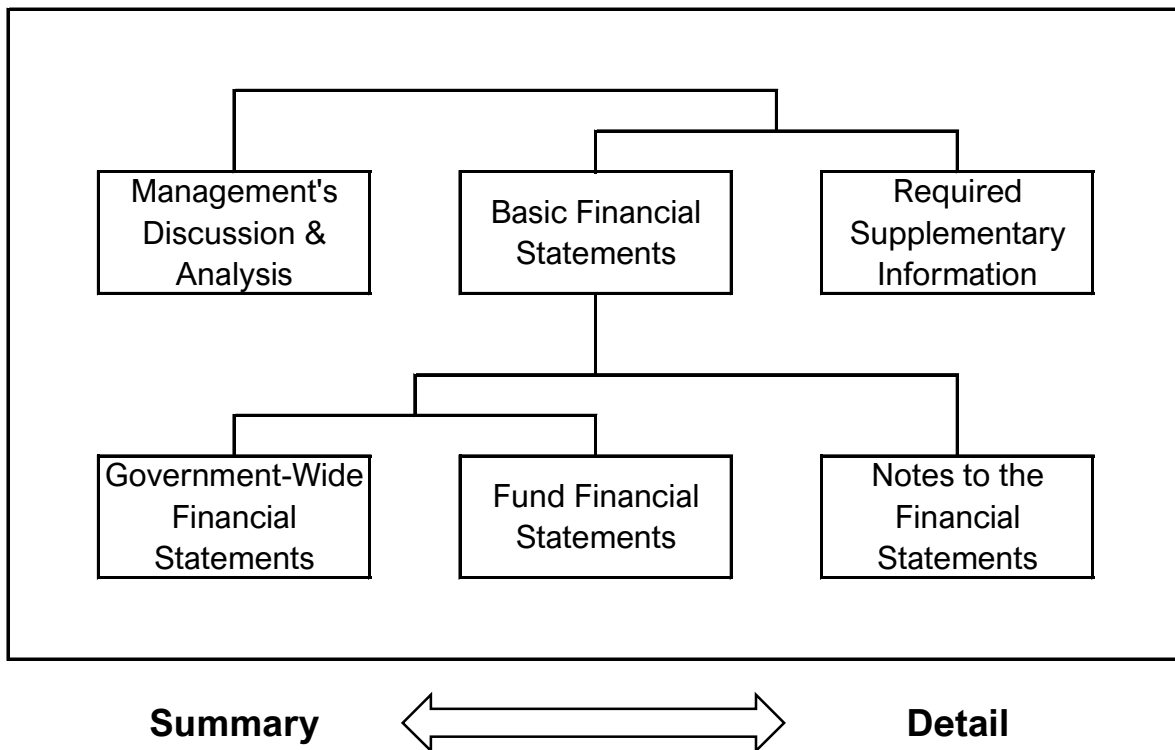 Management's
Discussion &
Analysis
Basic Financial
Statements
Required
Supplementary
Information
Government-Wide
Financial
Statements
Fund Financial
Statements
Notes to the
Financial
Statements
Summary
Detail